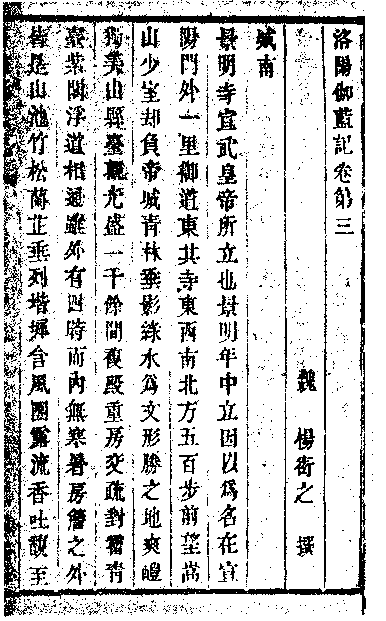 洛陽伽藍記卷第三
魏 楊衒之 撰
城南
景明寺宣武皇帝所立也景明年中立因以爲名在宣
陽門外一里御道東其寺東西南北方五百步前望嵩
山少室却負帝城青林垂影綠水爲文形勝之地爽塏
獨美山縣臺觀光盛一千餘間複殿重房交疏對霤青
臺紫閣浮道相通雖外有四時而內無寒暑房簷之外
皆是山池竹松蘭芷垂列堦墀含風團露流香吐馥至